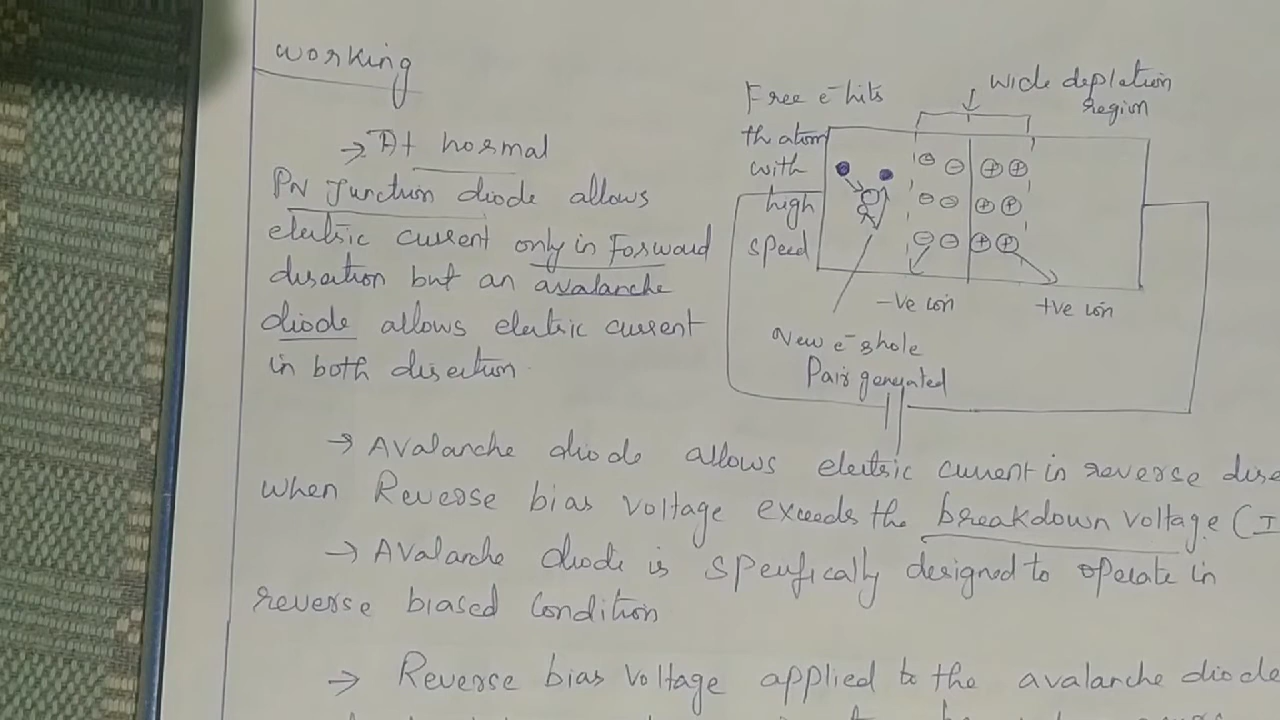 working
→ At normal
PN Junction diode allows
electric current only in Forward
direction but an avalanche
diode allows electric current
in both direction
Free e⁻ hits
th atom
with
high
speed
wide depletion
region
-ve ion
+ve ion
New e⁻ & hole
Pair generated
→ Avalanche diode allows electric current in reverse dire
when Reverse bias voltage exceeds the breakdown voltage (I
→ Avalanche diode is specifically designed to operate in
reverse biased condition
→ Reverse bias voltage applied to the avalanche diode